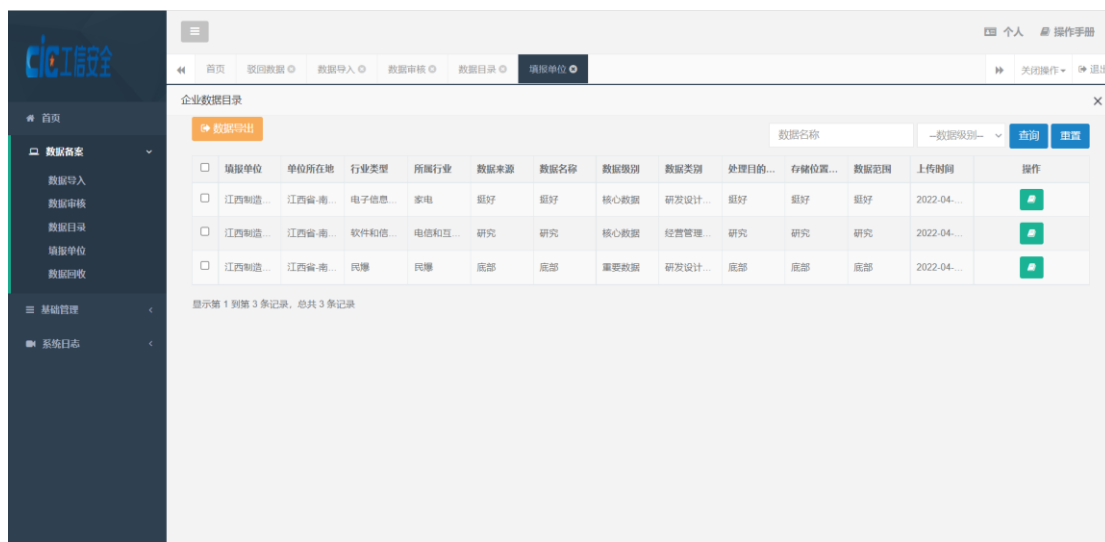 cic工信安全
个人 操作手册
首页 驳回数据 数据导入 数据审核 数据目录 填报单位 关闭操作 退出
企业数据目录
首页
数据备案
数据导入
数据审核
数据目录
填报单位
数据回收
基础管理
系统日志
数据导出 数据名称 --数据级别-- 查询 重置
填报单位 单位所在地 行业类型 所属行业 数据来源 数据名称 数据级别 数据类别 处理目的... 存储位置... 数据范围 上传时间 操作
江西制造... 江西省-南... 电子信息... 家电 挺好 挺好 核心数据 研发设计... 挺好 挺好 挺好 2022-04-...
江西制造... 江西省-南... 软件和信... 电信和互... 研究 研究 核心数据 经营管理... 研究 研究 研究 2022-04-...
江西制造... 江西省-南... 民爆 民爆 底部 底部 重要数据 研发设计... 底部 底部 底部 2022-04-...
显示第 1 到第 3 条记录，总共 3 条记录